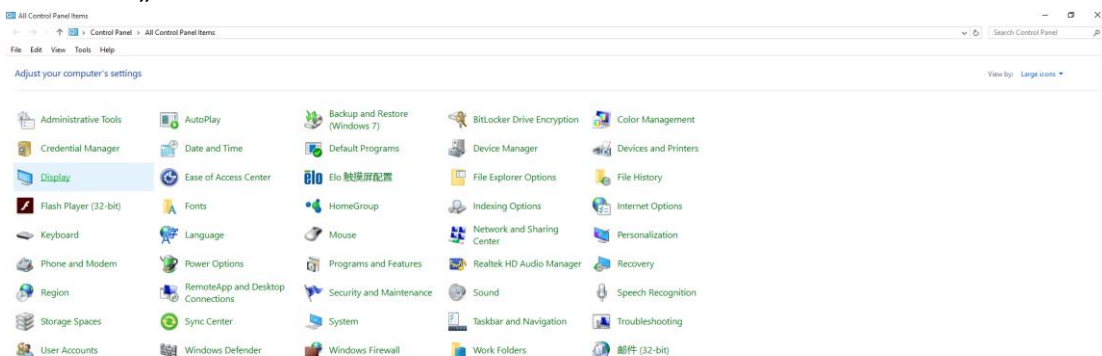 ”
All Control Panel Items
Control Panel › All Control Panel Items
Search Control Panel
File Edit View Tools Help
Adjust your computer's settings
View by: Large icons
Administrative Tools
AutoPlay
Backup and Restore
(Windows 7)
BitLocker Drive Encryption
Color Management
Credential Manager
Date and Time
Default Programs
Device Manager
Devices and Printers
Display
Ease of Access Center
elo
Elo 触摸屏配置
File Explorer Options
File History
Flash Player (32-bit)
Fonts
HomeGroup
Indexing Options
Internet Options
Keyboard
Language
Mouse
Network and Sharing
Center
Personalization
Phone and Modem
Power Options
Programs and Features
Realtek HD Audio Manager
Recovery
Region
RemoteApp and Desktop
Connections
Security and Maintenance
Sound
Speech Recognition
Storage Spaces
Sync Center
System
Taskbar and Navigation
Troubleshooting
User Accounts
Windows Defender
Windows Firewall
Work Folders
邮件 (32-bit)